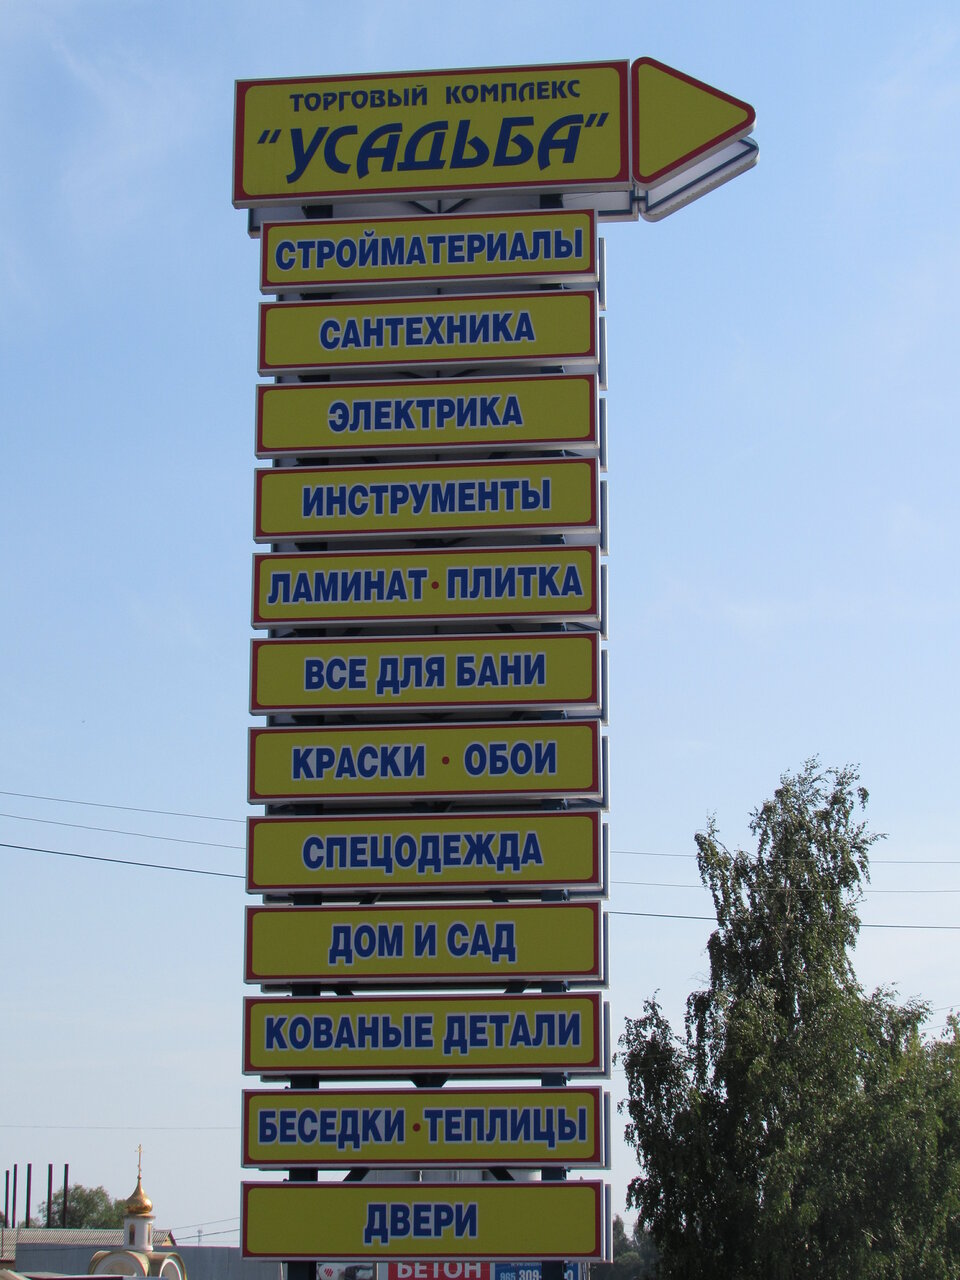 ТОРГОВЫЙ КОМПЛЕКС
"УСАДЬБА"
СТРОЙМАТЕРИАЛЫ
САНТЕХНИКА
ЭЛЕКТРИКА
ИНСТРУМЕНТЫ
ЛАМИНАТ · ПЛИТКА
ВСЕ ДЛЯ БАНИ
КРАСКИ · ОБОИ
СПЕЦОДЕЖДА
ДОМ И САД
КОВАНЫЕ ДЕТАЛИ
БЕСЕДКИ · ТЕПЛИЦЫ
ДВЕРИ
БЕТОН